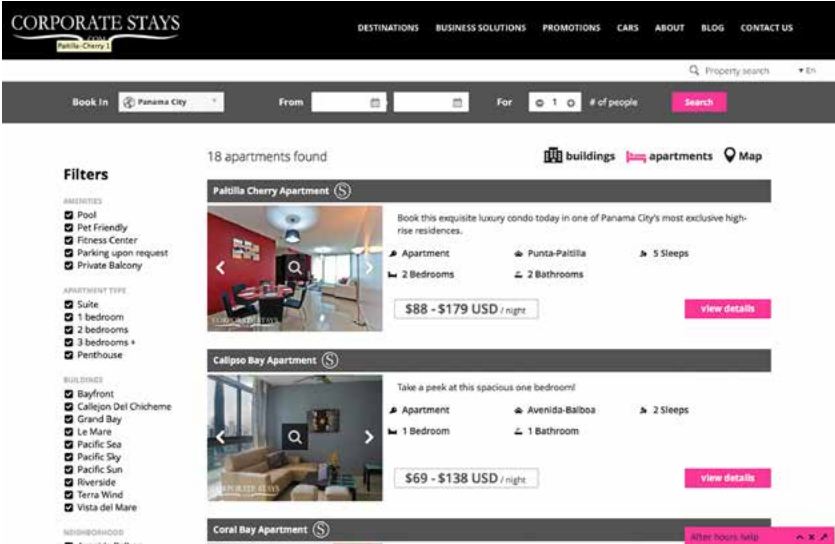 CORPORATE STAYS
.COM
Paitilla-Cherry 1
DESTINATIONS BUSINESS SOLUTIONS PROMOTIONS CARS ABOUT BLOG CONTACT US
Property search ▾ En
Book In Panama City From For 1 # of people Search
18 apartments found buildings apartments Map
Filters
AMENITIES
Pool
Pet Friendly
Fitness Center
Parking upon request
Private Balcony
APARTMENT TYPE
Suite
1 bedroom
2 bedrooms
3 bedrooms +
Penthouse
BUILDINGS
Bayfront
Callejon Del Chicheme
Grand Bay
Le Mare
Pacific Sea
Pacific Sky
Pacific Sun
Riverside
Terra Wind
Vista del Mare
NEIGHBORHOOD
Paitilla Cherry Apartment S
Book this exquisite luxury condo today in one of Panama City's most exclusive high-
rise residences.
Apartment Punta-Paitilla 5 Sleeps
2 Bedrooms 2 Bathrooms
CORPORATE STAYS
$88 - $179 USD / night view details
Calipso Bay Apartment S
Take a peek at this spacious one bedroom!
Apartment Avenida-Balboa 2 Sleeps
1 Bedroom 1 Bathroom
CORPORATE STAYS
$69 - $138 USD / night view details
Coral Bay Apartment S
After hours help